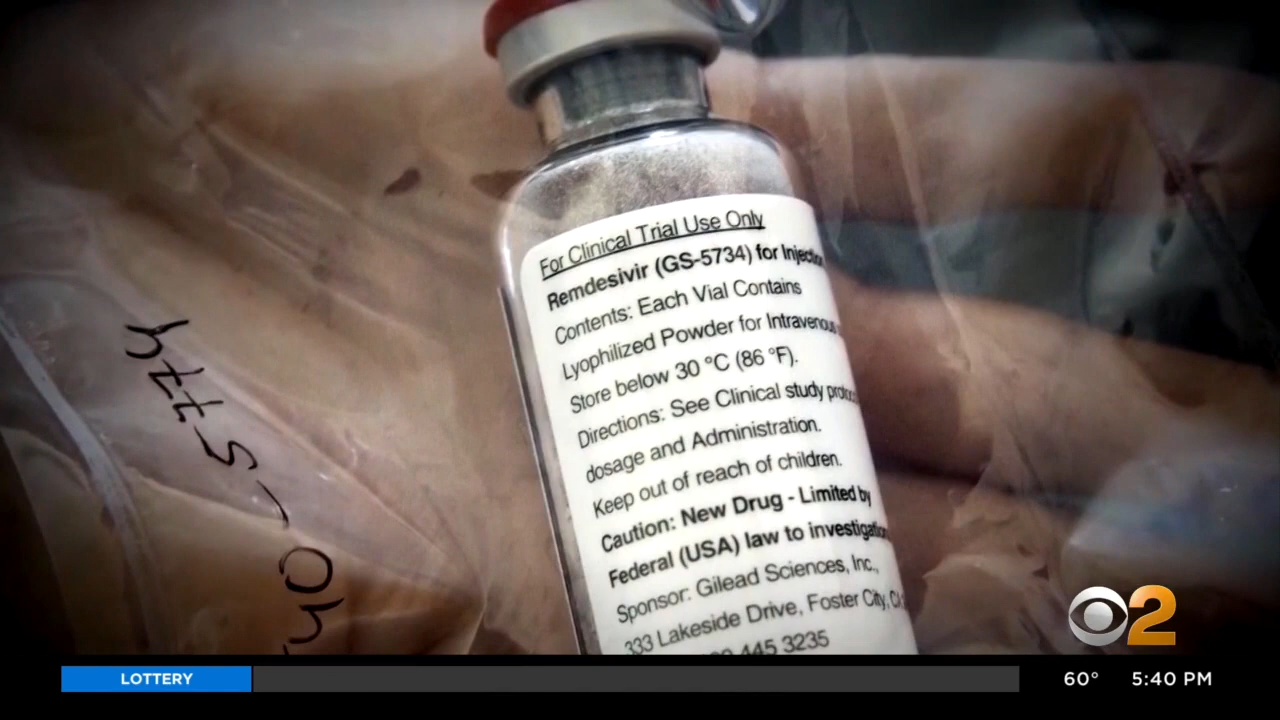 For Clinical Trial Use Only
Remdesivir (GS-5734) for Injection
Contents: Each Vial Contains
Lyophilized Powder for Intravenous
Store below 30 °C (86 °F).
Directions: See Clinical study
dosage and Administration.
Keep out of reach of children.
Caution: New Drug - Limited by
Federal (USA) law to
Sponsor: Gilead Sciences, Inc.,
333 Lakeside Drive, Foster City,
445 3235
2
LOTTERY
60° 5:40 PM